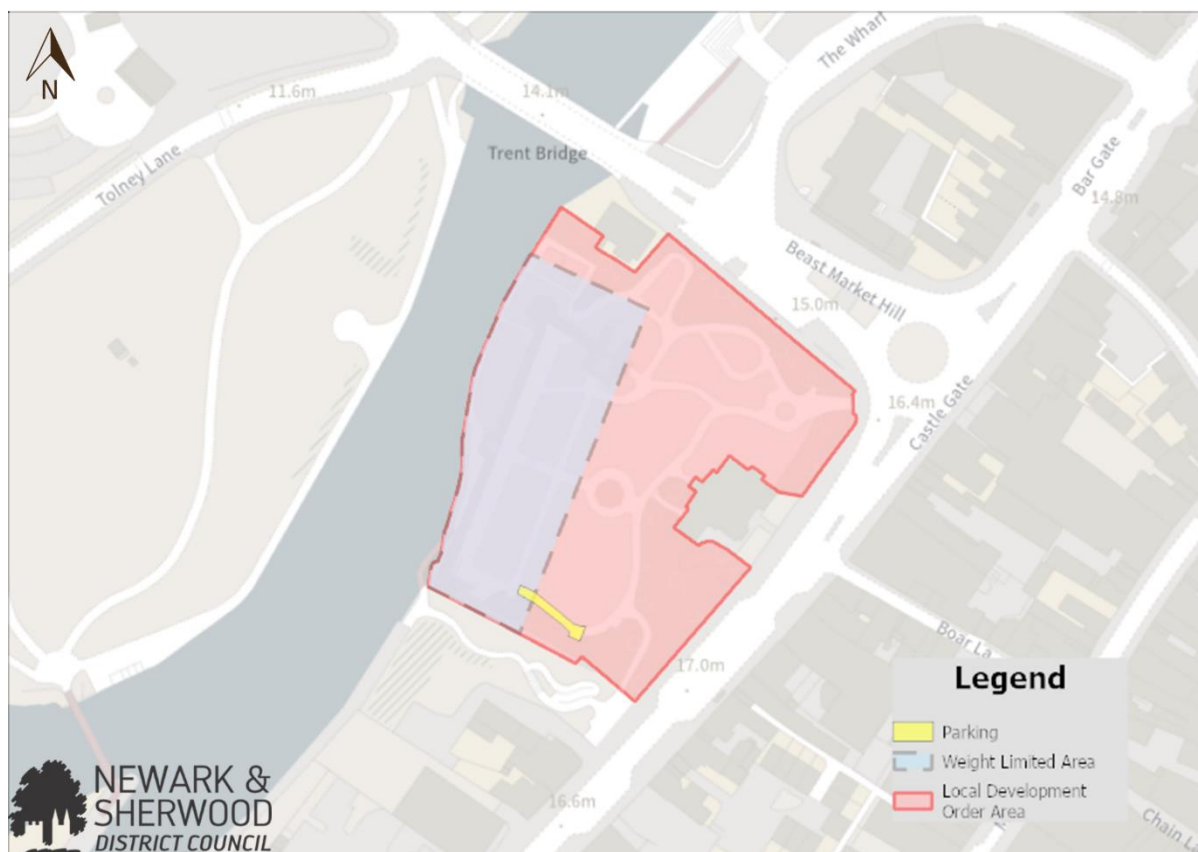 N
11.6m
14.1m
The Wharf
Tolney Lane
Trent Bridge
Bar Gate
14.8m
Beast Market Hill
15.0m
16.4m
Castle Gate
Boar La
17.0m
16.6m
Chain L
Legend
Parking
Weight Limited Area
Local Development
Order Area
NEWARK &
SHERWOOD
DISTRICT COUNCIL